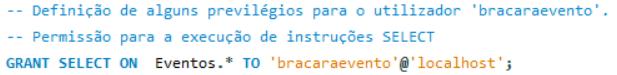 -- Definição de alguns previlégios para o utilizador 'bracaraevento'.
-- Permissão para a execução de instruções SELECT
GRANT SELECT ON  Eventos.* TO 'bracaraevento'@'localhost';